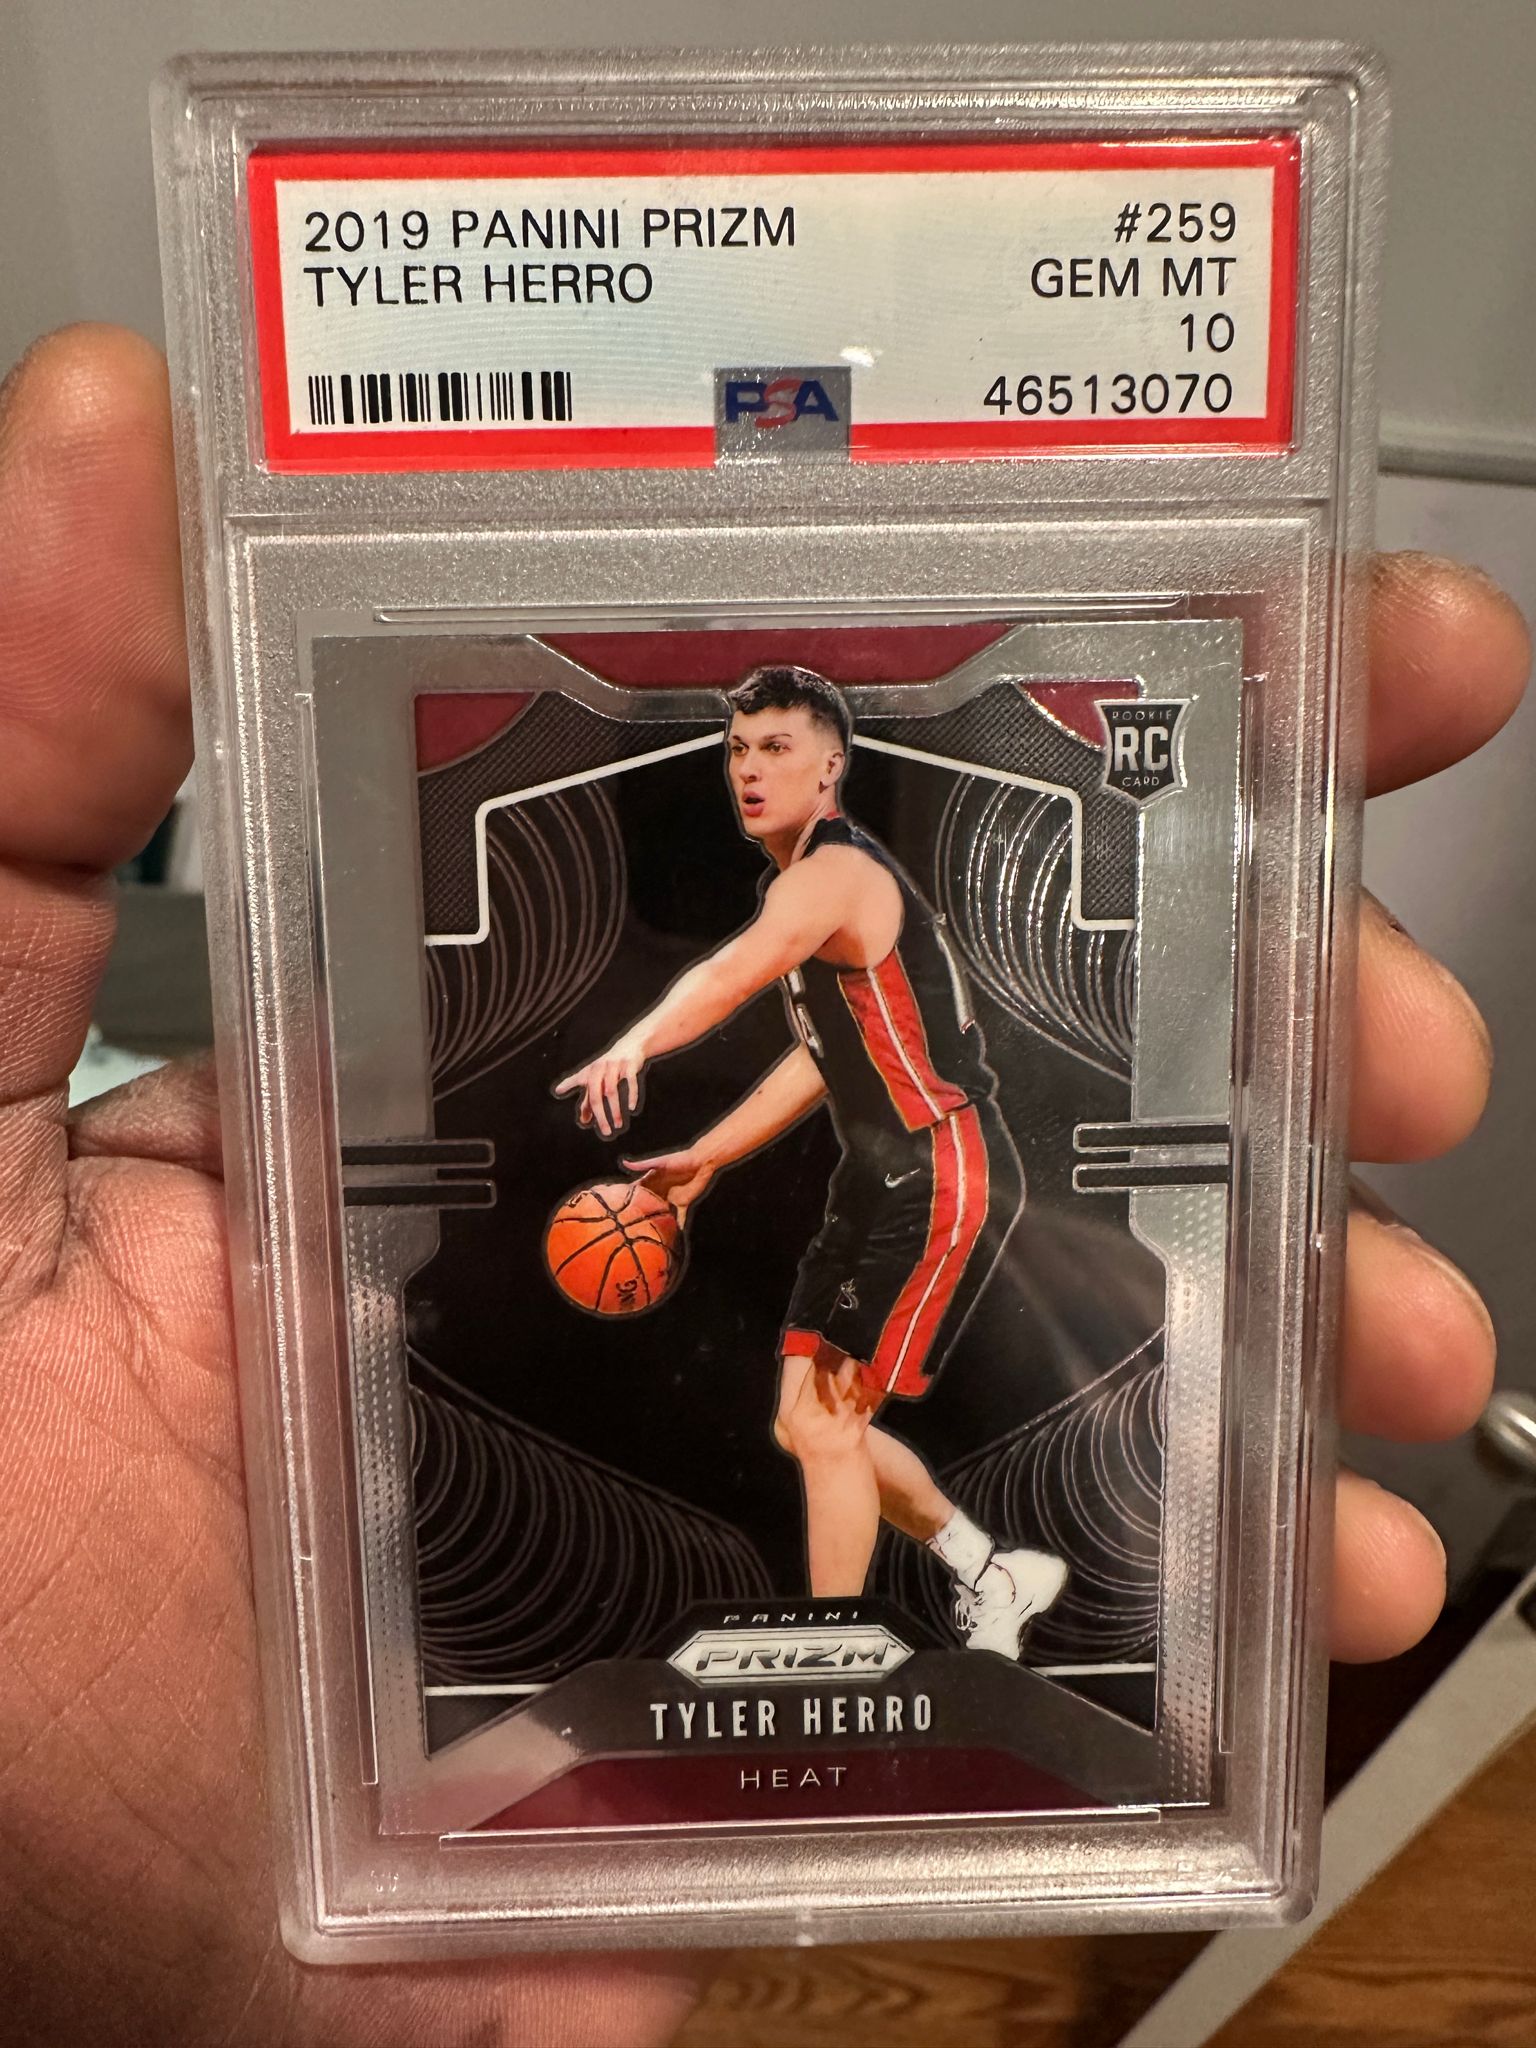 2019 PANINI PRIZM #259
TYLER HERRO GEM MT
10
PSA 46513070
ROOKIE
RC
CARD
PANINI
PRIZM
TYLER HERRO
HEAT